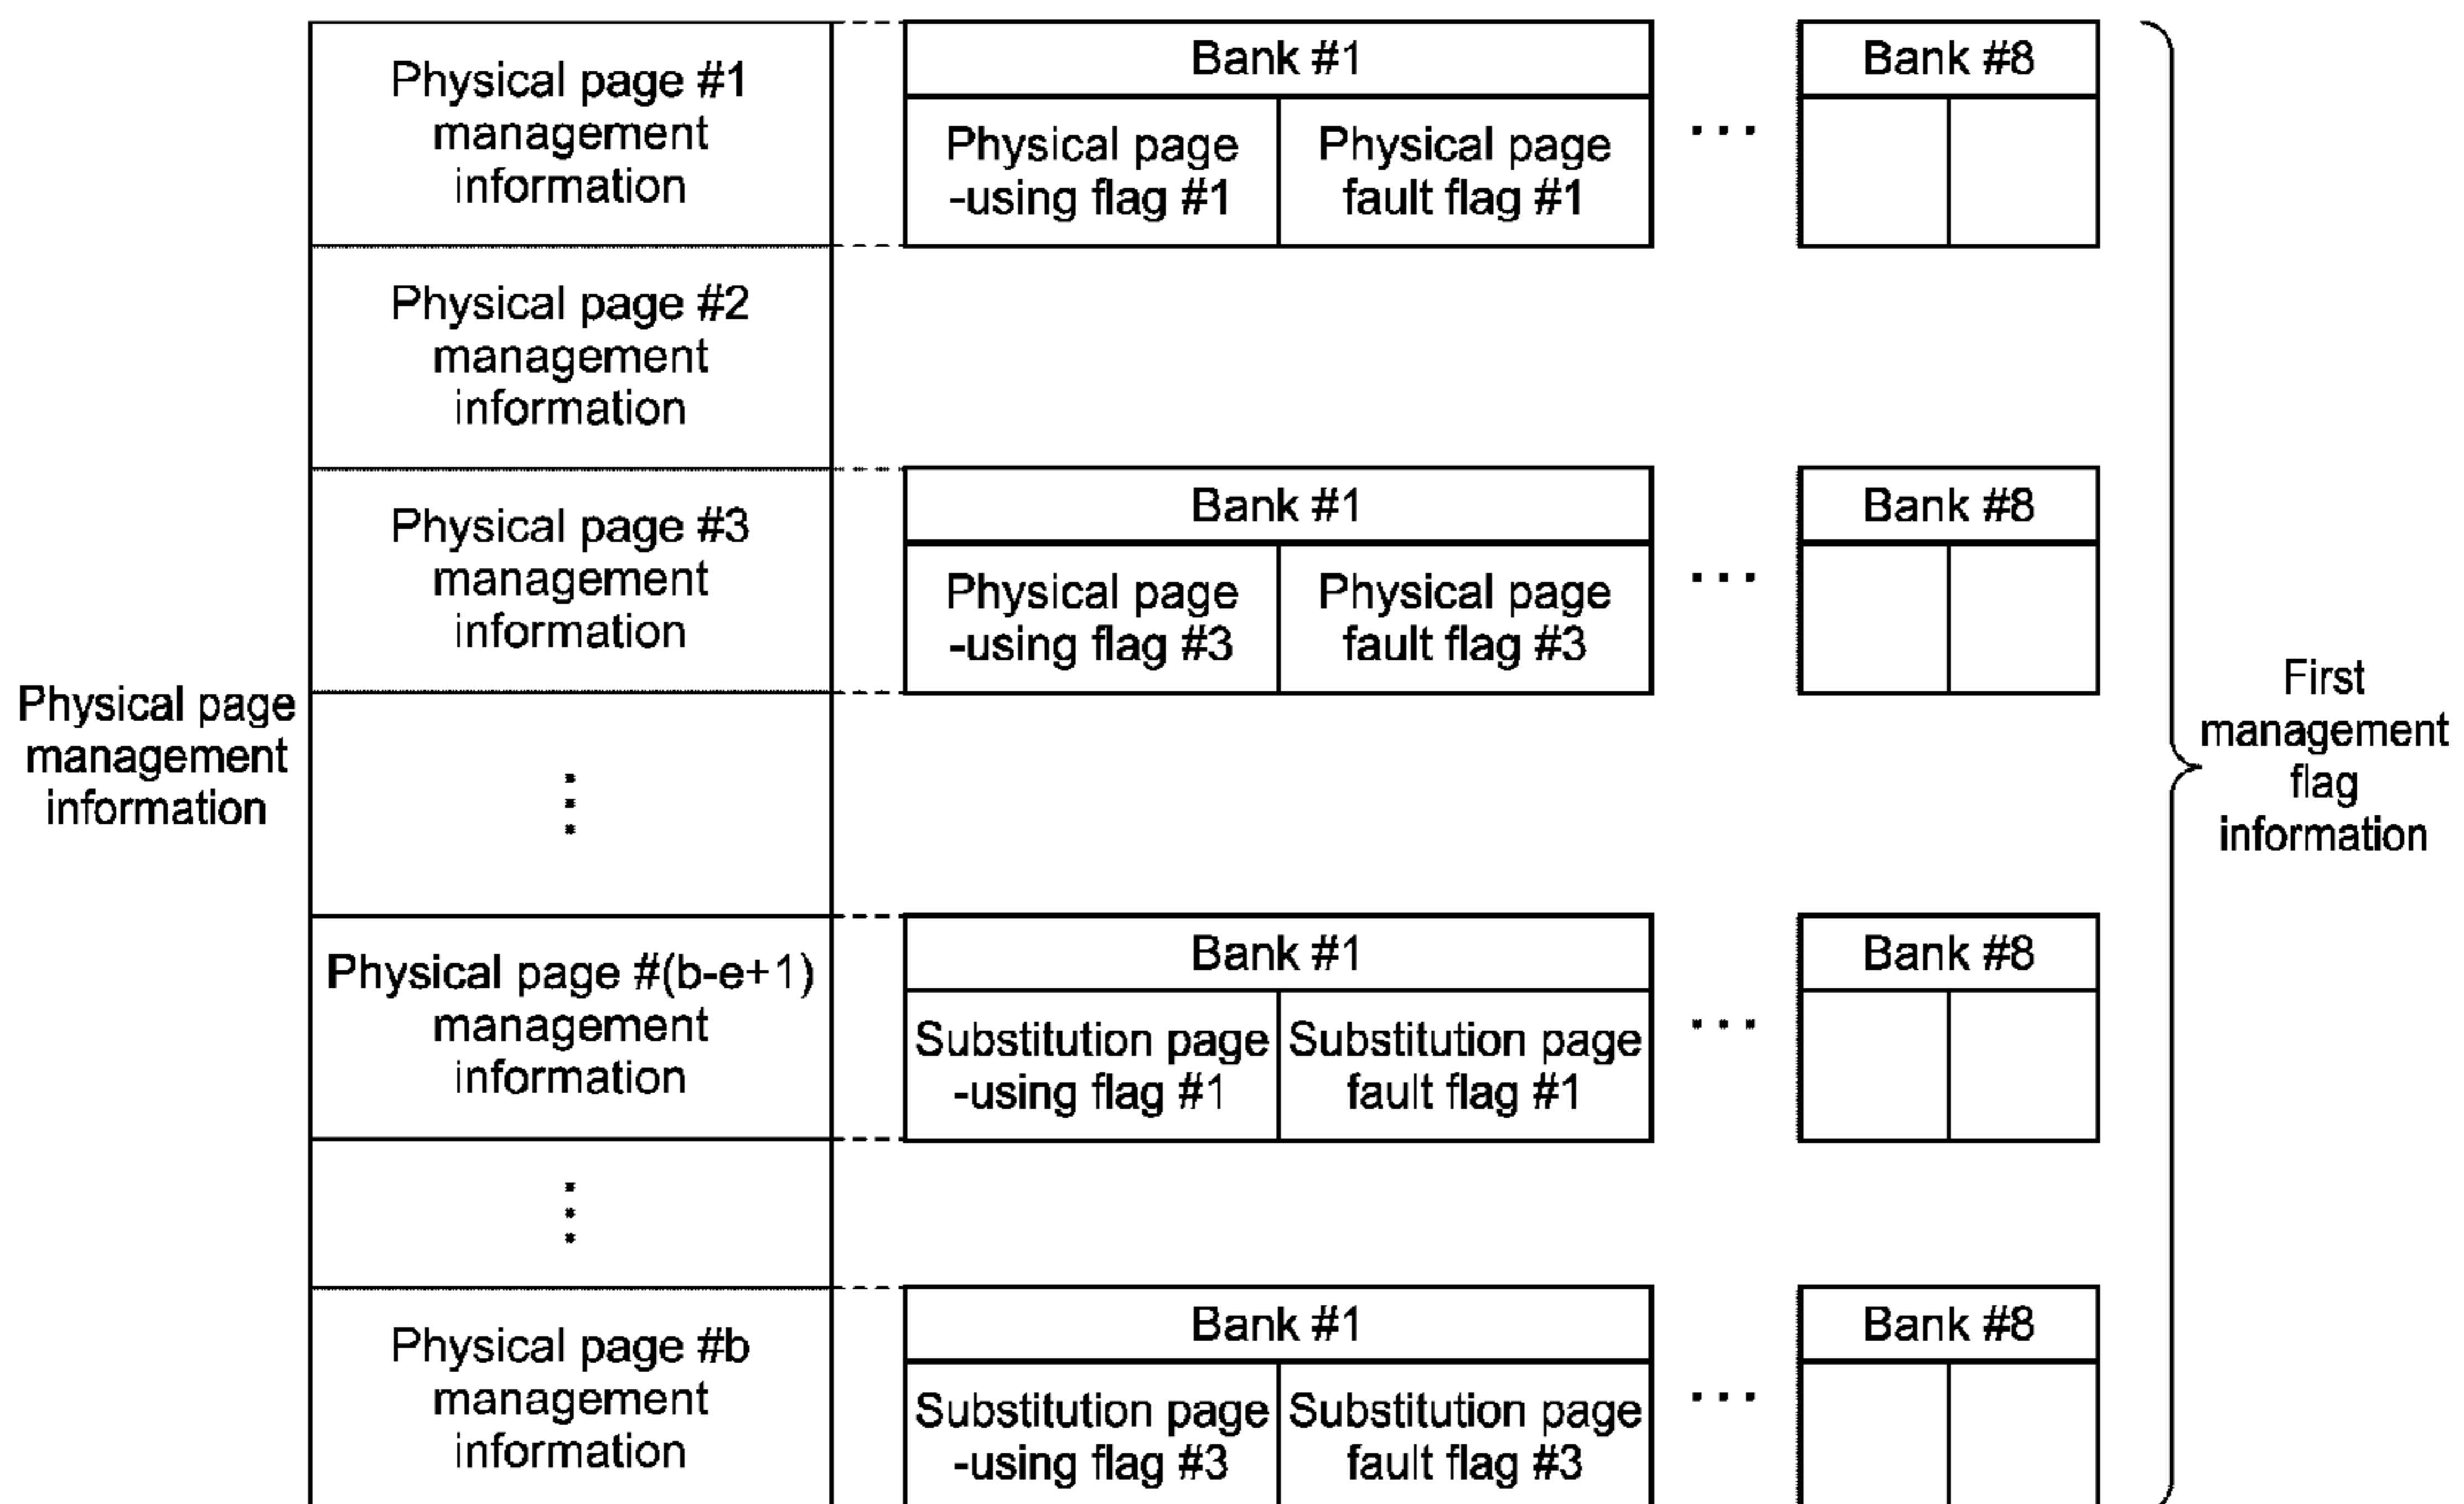 Physical page
management
information
Physical page #1
management
information
Bank #1
Physical page
-using flag #1
Physical page
fault flag #1
...
Bank #8
Physical page #2
management
information
Physical page #3
management
information
Bank #1
Physical page
-using flag #3
Physical page
fault flag #3
...
Bank #8
Physical page #(b-e+1)
management
information
Bank #1
Substitution page
-using flag #1
Substitution page
fault flag #1
...
Bank #8
Physical page #b
management
information
Bank #1
Substitution page
-using flag #3
Substitution page
fault flag #3
...
Bank #8
First
management
flag
information